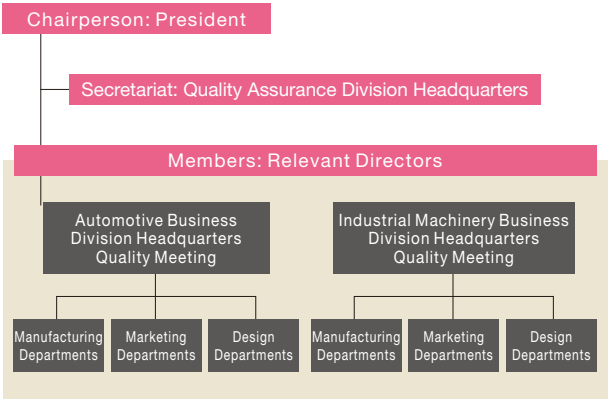 Chairperson: President
Secretariat: Quality Assurance Division Headquarters
Members: Relevant Directors
Automotive Business
Division Headquarters
Quality Meeting
Industrial Machinery Business
Division Headquarters
Quality Meeting
Manufacturing
Departments
Marketing
Departments
Design
Departments
Manufacturing
Departments
Marketing
Departments
Design
Departments